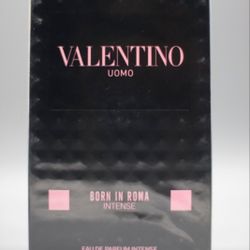 VALENTINO
UOMO
BORN IN ROMA
INTENSE
EAU DE PARFUM INTENSE